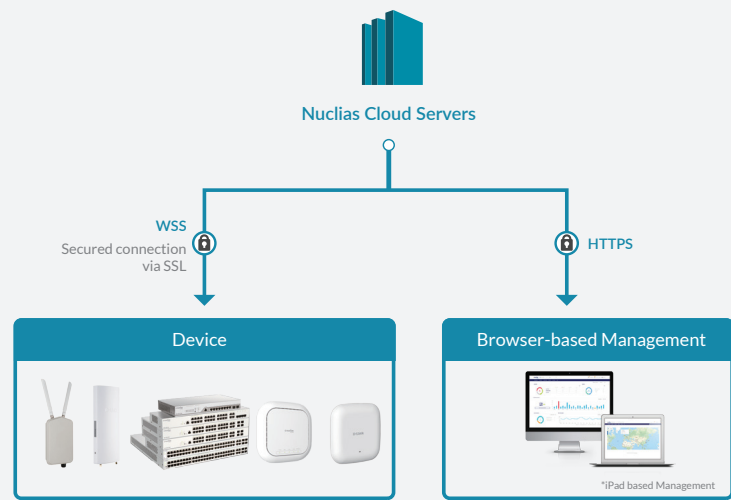 Nuclias Cloud Servers
WSS
Secured connection
via SSL
HTTPS
Device
Browser-based Management
*iPad based Management